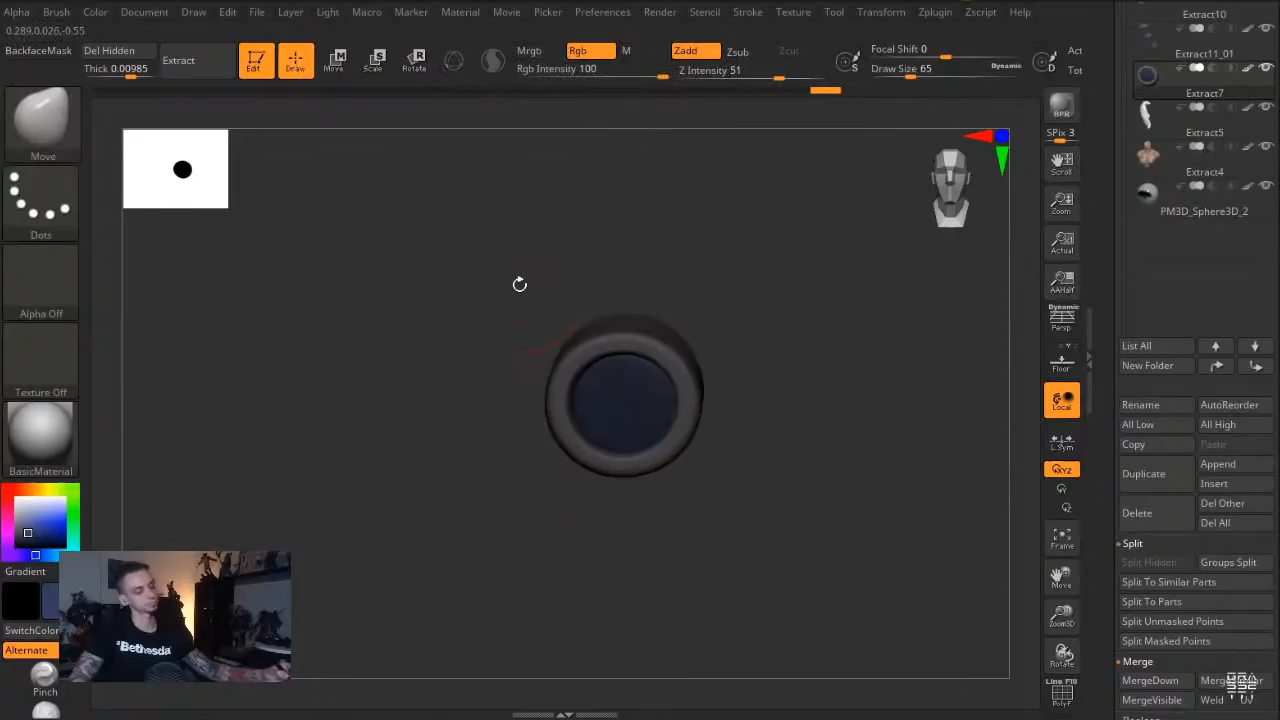 Alpha Brush Color Document Draw Edit File Layer Light Macro Marker Material Movie Picker Preferences Render Stencil Stroke Texture Tool Transform Zplugin Zscript Help
0.289,0.026,-0.55
BackfaceMask Del Hidden Extract Mrgb Rgb M Zadd Zsub Zcut Focal Shift 0 Act
Thick 0.00985 Edit Draw Move Scale Rotate Rgb Intensity 100 Z Intensity 51 S Draw Size 65 Dynamic D Tot
Move
Dots
Alpha Off
Texture Off
BasicMaterial
Gradient
SwitchColor
Alternate
Pinch
Bethesda
BPR
SPix 3
Scroll
Zoom
Actual
AAHalf
Dynamic
Persp
Floor
Local
L.Sym
XYZ
Frame
Move
Zoom3D
Rotate
Line Fill
PolyF
Extract10
Extract11_01
Extract7
Extract5
Extract4
PM3D_Sphere3D_2
List All
New Folder
Rename AutoReorder
All Low All High
Copy Paste
Duplicate Append
Insert
Delete Del Other
Del All
Split
Split Hidden Groups Split
Split To Similar Parts
Split To Parts
Split Unmasked Points
Split Masked Points
Merge
MergeDown
MergeVisible Weld Uv